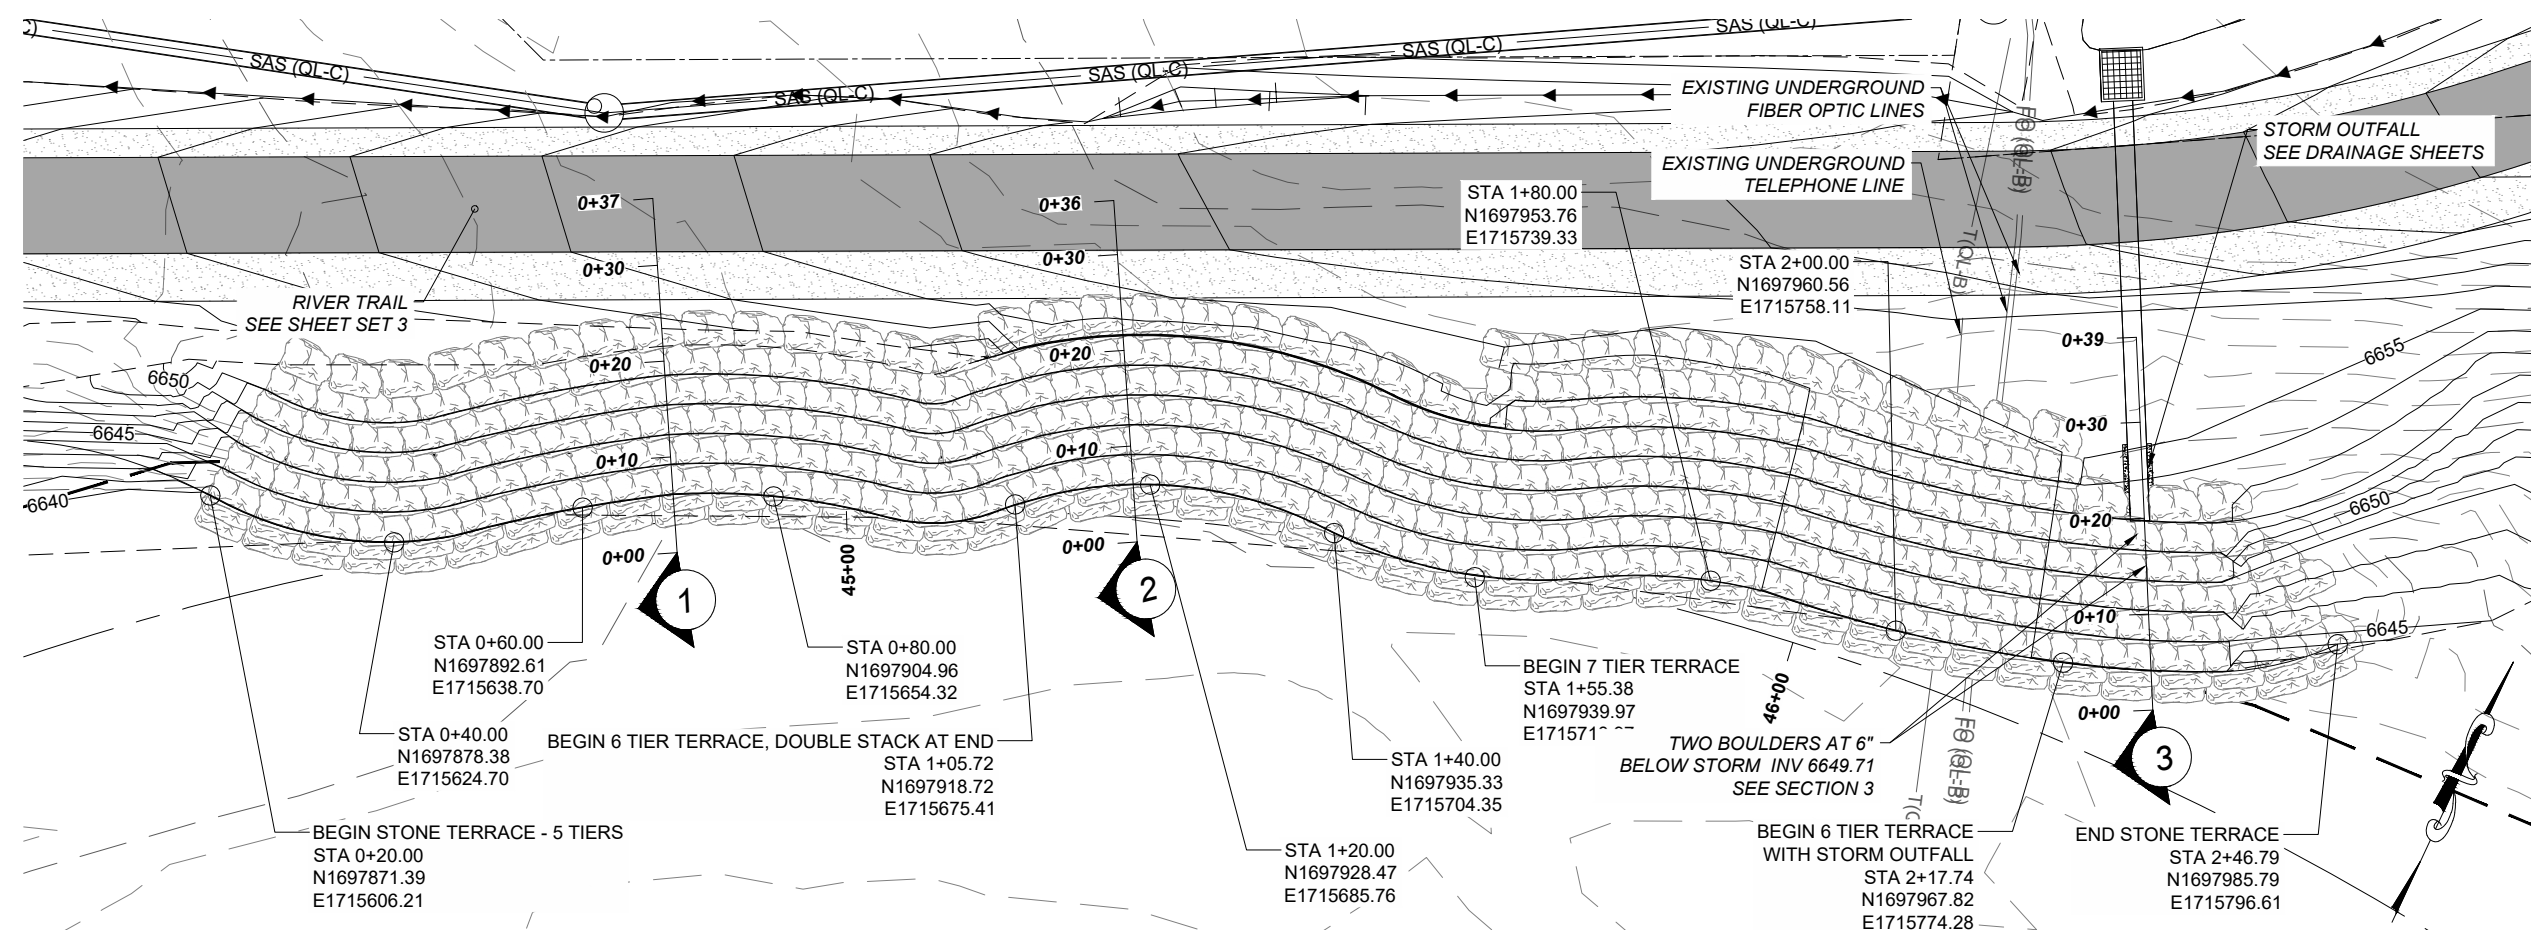 C)
SAS (QL-C)
SAS (QL-C)
SAS (QL-C)
SAS (QL-C)
SAS (QL-C)
EXISTING UNDERGROUND
FIBER OPTIC LINES
EXISTING UNDERGROUND
TELEPHONE LINE
STORM OUTFALL
SEE DRAINAGE SHEETS
FO (QL-B)
T(QL-B)
STA 1+80.00
N1697953.76
E1715739.33
STA 2+00.00
N1697960.56
E1715758.11
RIVER TRAIL
SEE SHEET SET 3
0+37
0+30
0+20
0+10
0+00
1
0+36
0+30
0+20
0+10
0+00
2
0+39
0+30
0+20
0+10
0+00
3
6650
6645
6640
6655
6650
6645
45+00
46+00
STA 0+60.00
N1697892.61
E1715638.70
STA 0+80.00
N1697904.96
E1715654.32
STA 0+40.00
N1697878.38
E1715624.70
BEGIN 6 TIER TERRACE, DOUBLE STACK AT END
STA 1+05.72
N1697918.72
E1715675.41
BEGIN STONE TERRACE - 5 TIERS
STA 0+20.00
N1697871.39
E1715606.21
STA 1+20.00
N1697928.47
E1715685.76
STA 1+40.00
N1697935.33
E1715704.35
BEGIN 7 TIER TERRACE
STA 1+55.38
N1697939.97
TWO BOULDERS AT 6"
BELOW STORM INV 6649.71
SEE SECTION 3
FO (QL-B)
BEGIN 6 TIER TERRACE
WITH STORM OUTFALL
STA 2+17.74
N1697967.82
E1715774.28
END STONE TERRACE
STA 2+46.79
N1697985.79
E1715796.61